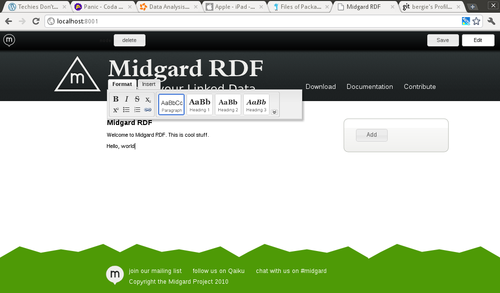 Techies Don't...
Panic - Coda
Data Analysis...
Apple - iPad -
Files of Packa
Midgard RDF
git bergie's Profil
localhost:8001
m
delete
Save
Edit
m
Midgard RDF
your Linked Data
Download
Documentation
Contribute
Format
Insert
B I S X₂
AaBbCc
Paragraph
AaBb
Heading 1
AaBb
Heading 2
AaBb
Heading 3
X²
Midgard RDF
Welcome to Midgard RDF. This is cool stuff.
Hello, world
Add
m
join our mailing list
follow us on Qaiku
chat with us on #midgard
Copyright the Midgard Project 2010